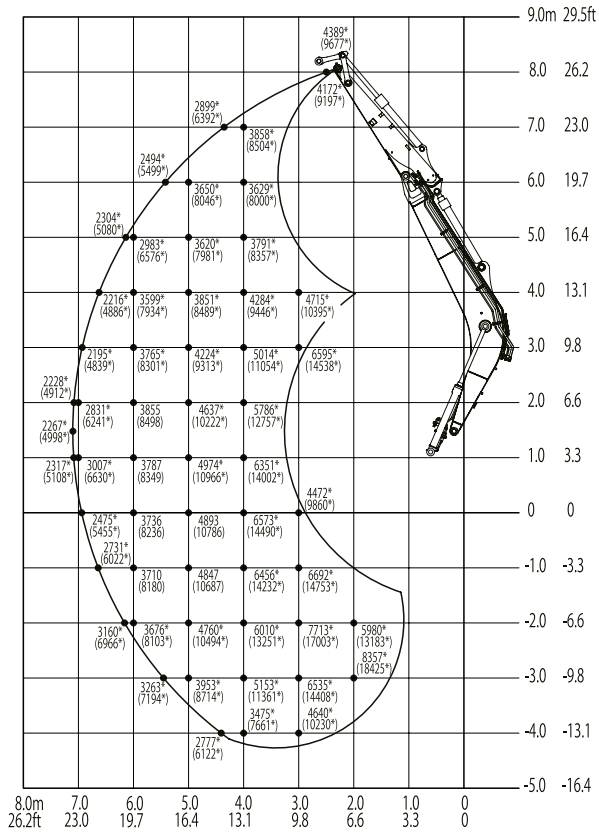 9.0m 29.5ft
4389*
(9677*)
8.0 26.2
4172*
(9197*)
2899*
(6392*)
7.0 23.0
3858*
(8504*)
2494*
(5499*)
6.0 19.7
3650* 3629*
(8046*) (8000*)
2304*
(5080*)
5.0 16.4
2983* 3620* 3791*
(6576*) (7981*) (8357*)
4.0 13.1
2216* 3599* 3851* 4284* 4715*
(4886*) (7934*) (8489*) (9446*) (10395*)
3.0 9.8
2195* 3765* 4224* 5014* 6595*
(4839*) (8301*) (9313*) (11054*) (14538*)
2228*
(4912*)
2.0 6.6
2831* 3855 4637* 5786*
(6241*) 8498 (10222*) (12757*)
2267*
(4998*)
1.0 3.3
2317* 3007* 3787 4974* 6351*
(5108*) (6630*) 8349 (10966*) (14002*)
4472*
(9860*)
0 0
2475* 3736 4893 6573*
(5455*) (8236) (10786) (14490*)
2731*
(6022*)
-1.0 -3.3
3710 4847 6456* 6692*
(8180) (10687) (14232*) (14753*)
-2.0 -6.6
3160* 3676* 4760* 6010* 7713* 5980*
(6966*) (8103*) (10494*) (13251*) (17003*) (13183*)
8357*
(18425*)
-3.0 -9.8
3263* 3953* 5153* 6535*
(7194*) (8714*) (11361*) (14408*)
3475* 4640*
(7661*) (10230*)
-4.0 -13.1
2777*
(6122*)
-5.0 -16.4
8.0m 7.0 6.0 5.0 4.0 3.0 2.0 1.0 0
26.2ft 23.0 19.7 16.4 13.1 9.8 6.6 3.3 0